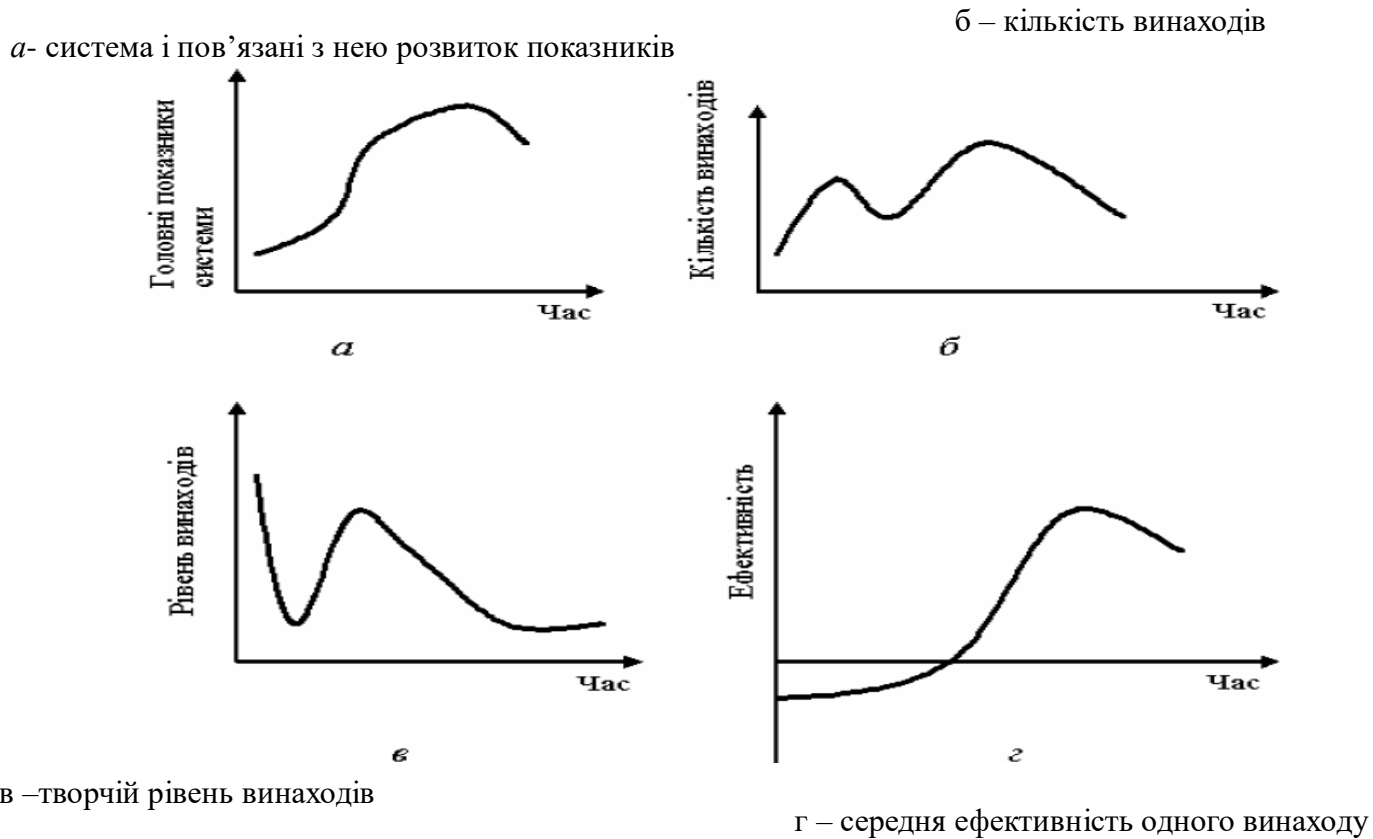 б – кількість винаходів
а- система і пов’язані з нею розвиток показників
Головні показники
системи
Час
а
Кількість винаходів
Час
б
Рівень винаходів
Час
в
Ефективність
Час
г
в –творчій рівень винаходів
г – середня ефективність одного винаходу